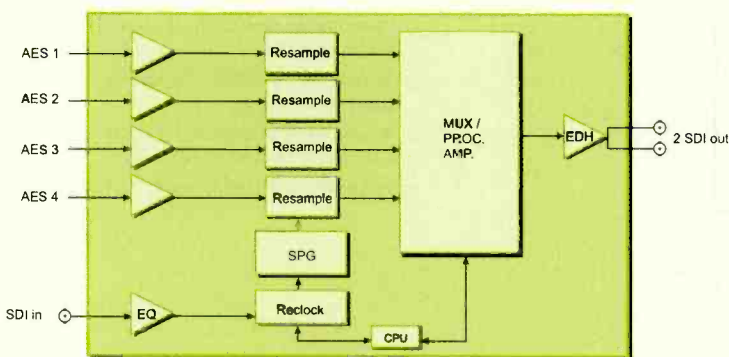 AES 1
Resample
AES 2
Resample
AES 3
Resample
AES 4
Resample
MUX /
PROC.
AMP.
EDH
2 SDI out
SPG
SDI in
EQ
Reclock
CPU